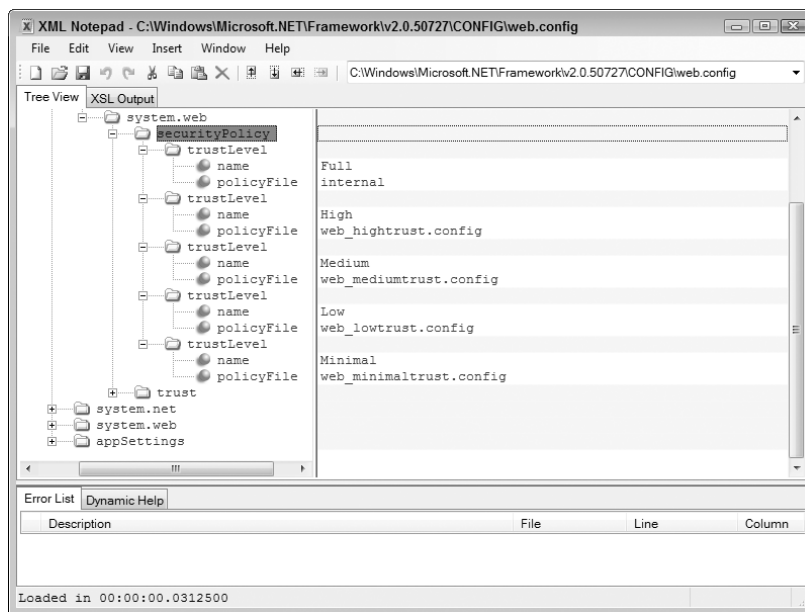 XML Notepad - C:\Windows\Microsoft.NET\Framework\v2.0.50727\CONFIG\web.config
File Edit View Insert Window Help
C:\Windows\Microsoft.NET\Framework\v2.0.50727\CONFIG\web.config
Tree View XSL Output
system.web
securityPolicy
trustLevel
name Full
policyFile internal
trustLevel
name High
policyFile web_hightrust.config
trustLevel
name Medium
policyFile web_mediumtrust.config
trustLevel
name Low
policyFile web_lowtrust.config
trustLevel
name Minimal
policyFile web_minimaltrust.config
trust
system.net
system.web
appSettings
Error List Dynamic Help
Description File Line Column
Loaded in 00:00:00.0312500